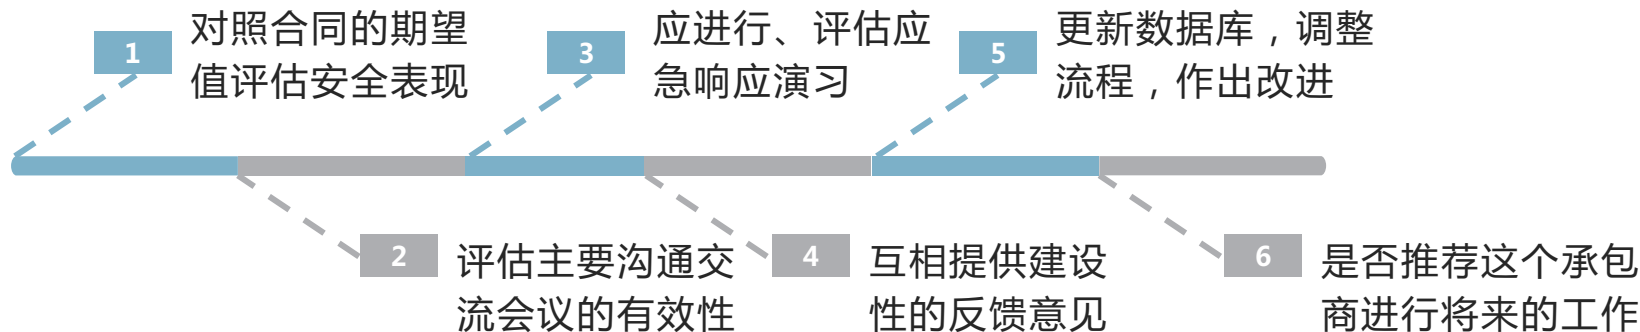 1
对照合同的期望
值评估安全表现
3
应进行、评估应
急响应演习
5
更新数据库，调整
流程，作出改进
2
评估主要沟通交
流会议的有效性
4
互相提供建设
性的反馈意见
6
是否推荐这个承包
商进行将来的工作